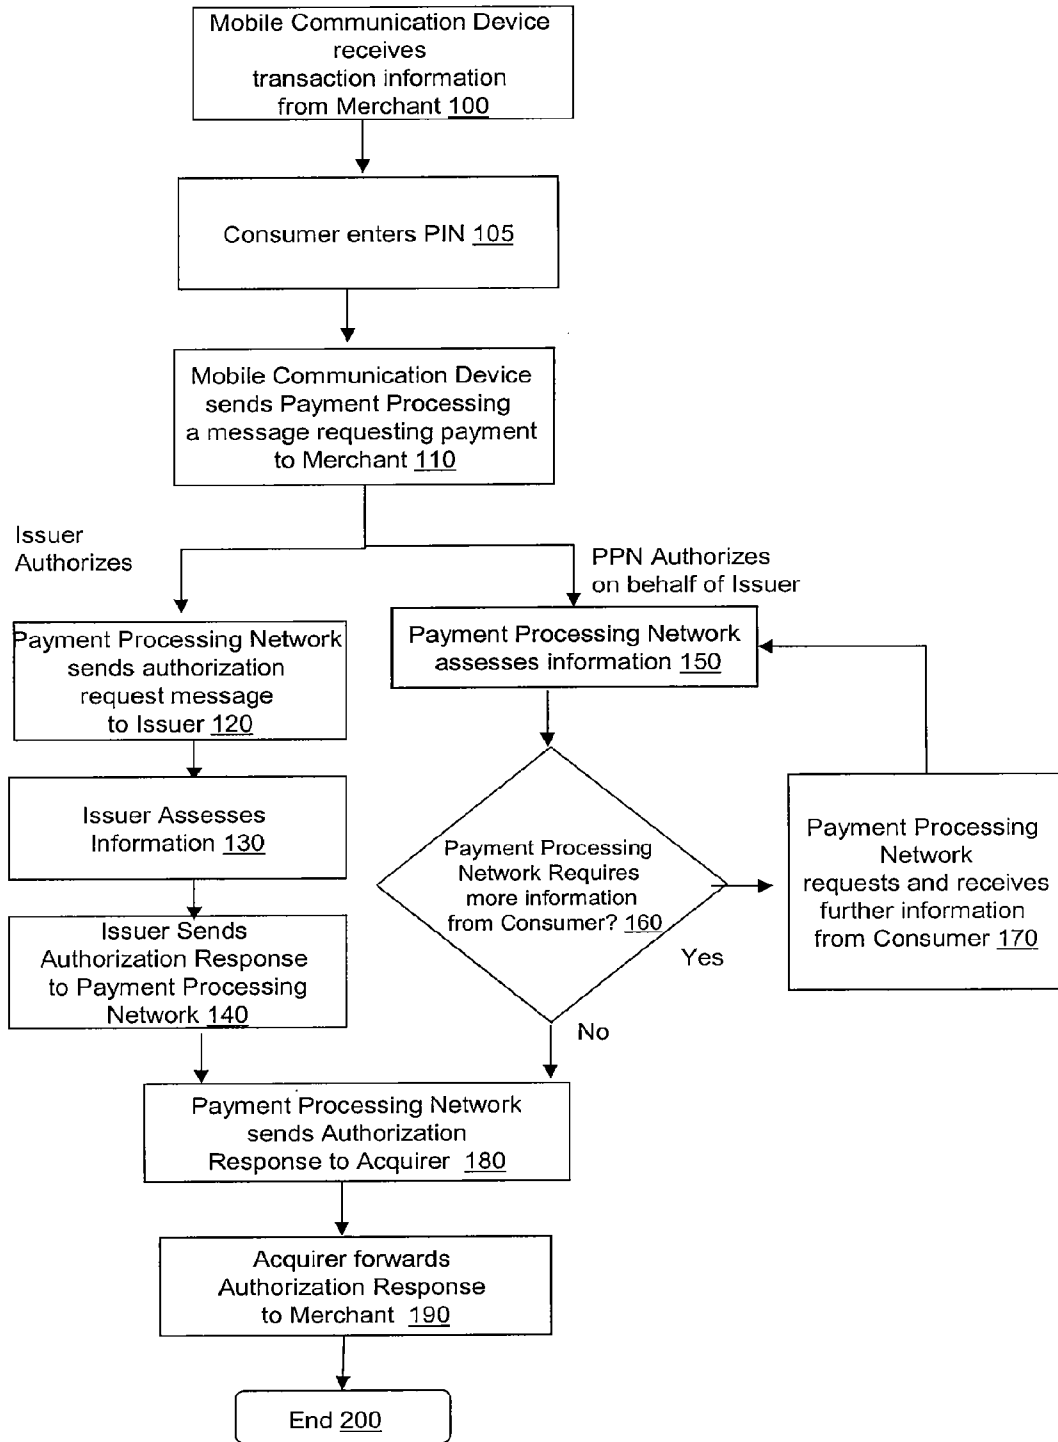 Mobile Communication Device
receives
transaction information
from Merchant 100
Consumer enters PIN 105
Mobile Communication Device
sends Payment Processing
a message requesting payment
to Merchant 110
Issuer
Authorizes
PPN Authorizes
on behalf of Issuer
Payment Processing Network
sends authorization
request message
to Issuer 120
Payment Processing Network
assesses information 150
Issuer Assesses
Information 130
Payment Processing
Network Requires
more information
from Consumer? 160
Yes
Payment Processing
Network
requests and receives
further information
from Consumer 170
Issuer Sends
Authorization Response
to Payment Processing
Network 140
No
Payment Processing Network
sends Authorization
Response to Acquirer 180
Acquirer forwards
Authorization Response
to Merchant 190
End 200